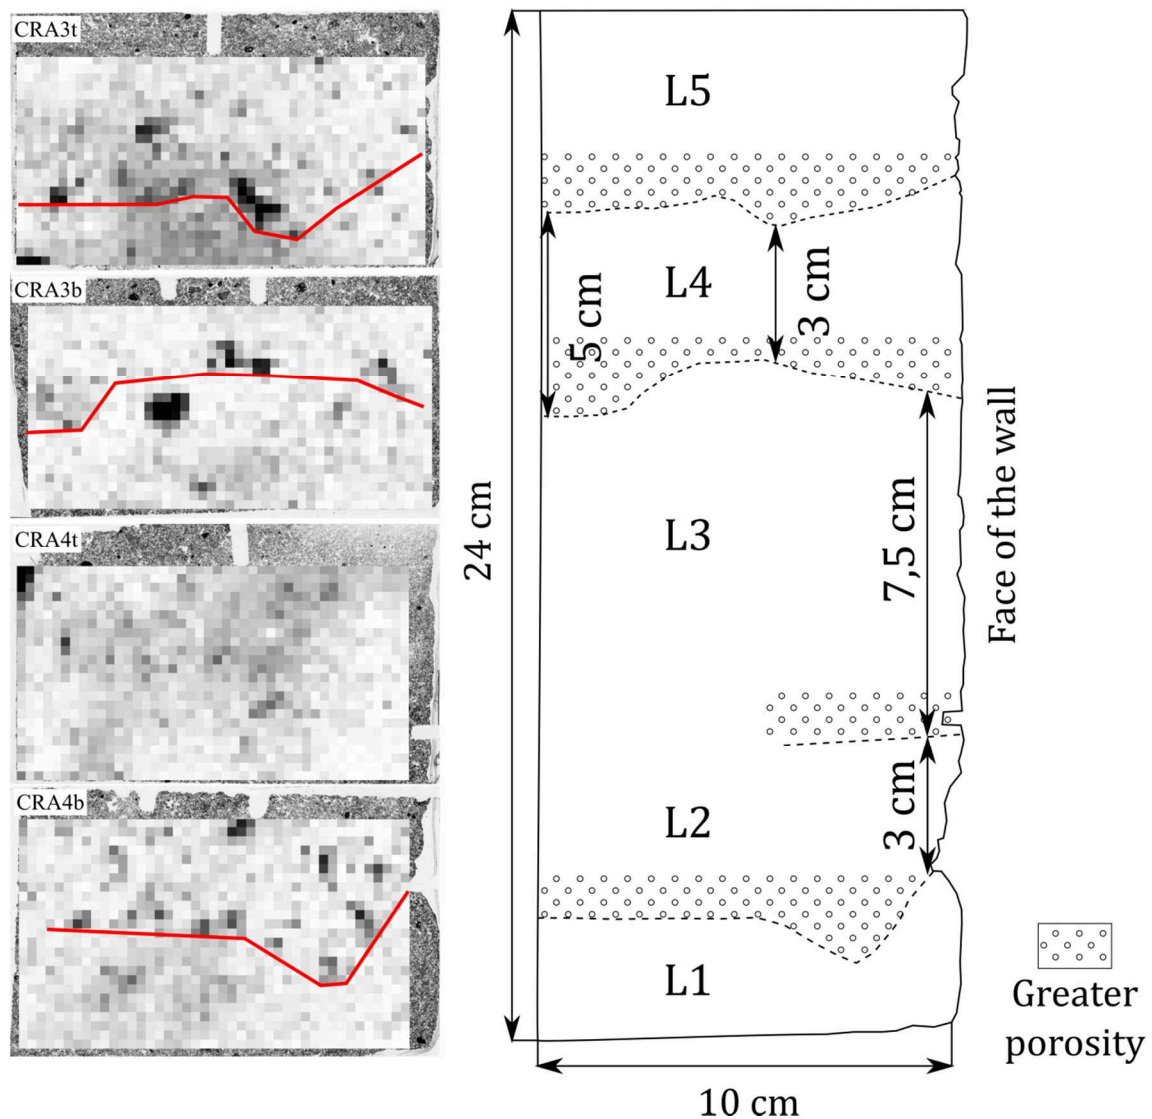 CRA3t
CRA3b
CRA4t
CRA4b
L5
L4
L3
L2
L1
5 cm
3 cm
7,5 cm
3 cm
24 cm
10 cm
Face of the wall
Greater
porosity